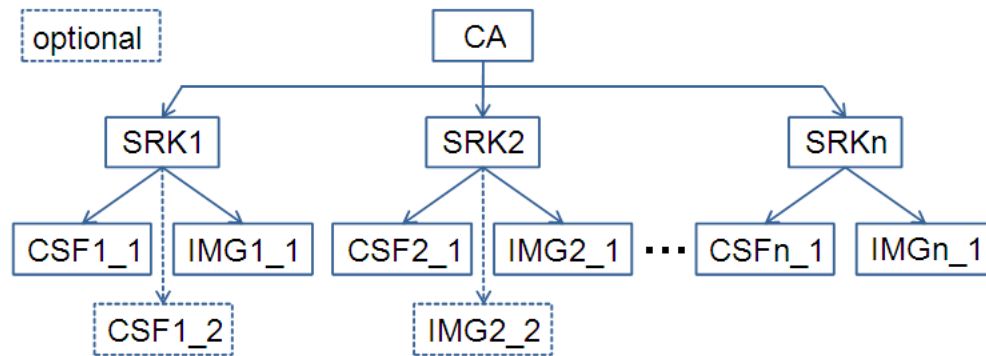 optional
CA
SRK1
SRK2
SRKn
CSF1_1
IMG1_1
CSF2_1
IMG2_1
...
CSFn_1
IMGn_1
CSF1_2
IMG2_2